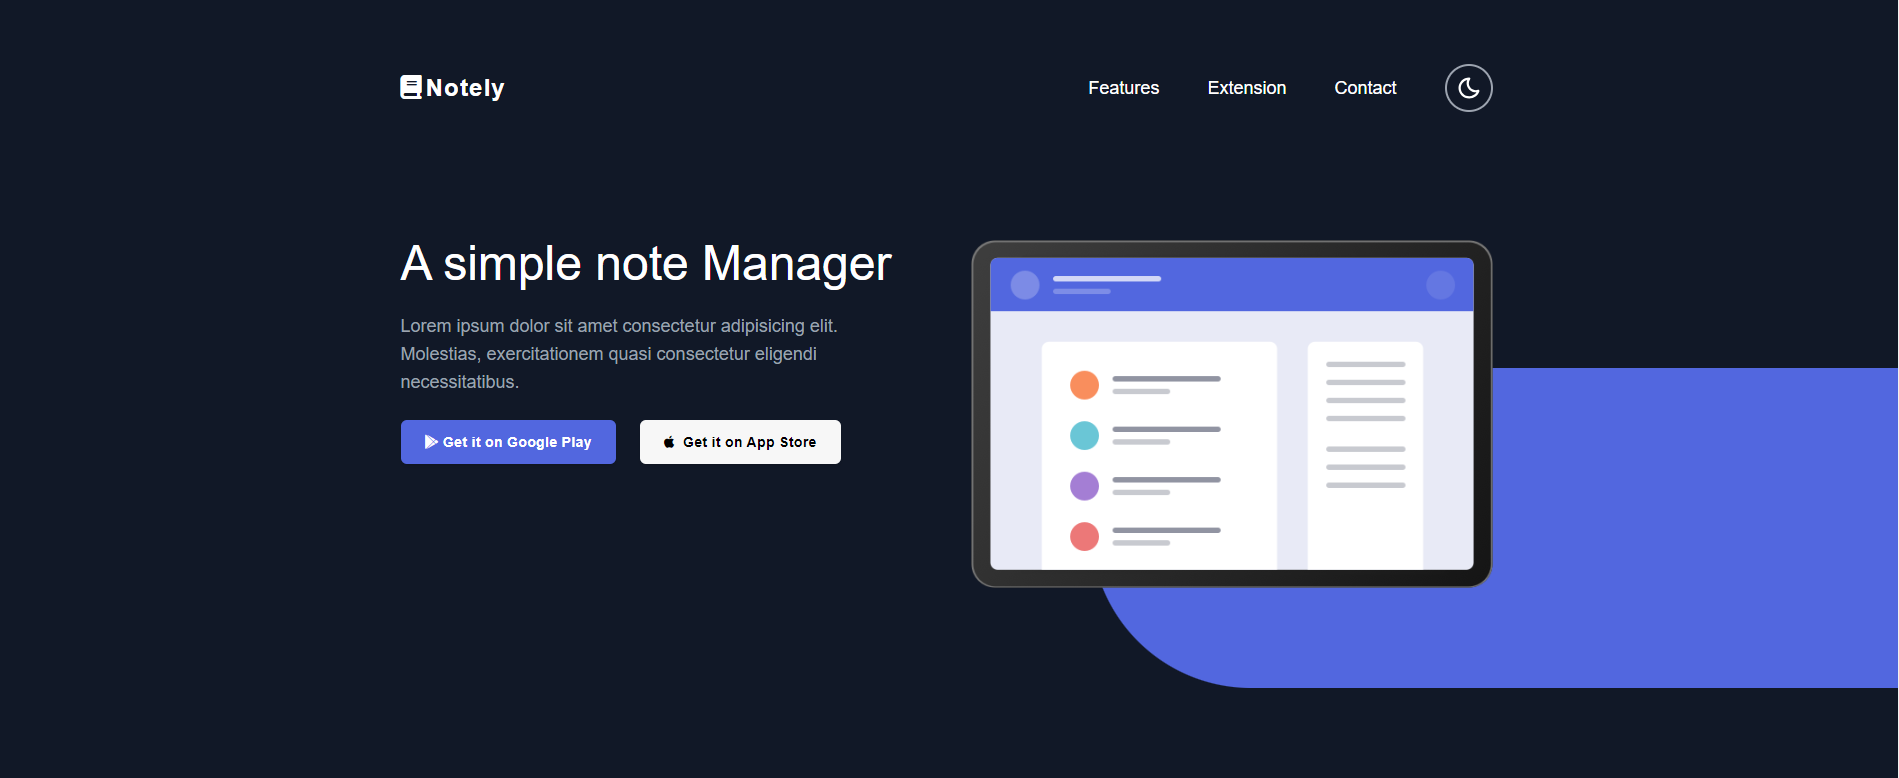 Notely
Features
Extension
Contact
A simple note Manager
Lorem ipsum dolor sit amet consectetur adipisicing elit.
Molestias, exercitationem quasi consectetur eligendi
necessitatibus.
Get it on Google Play
Get it on App Store